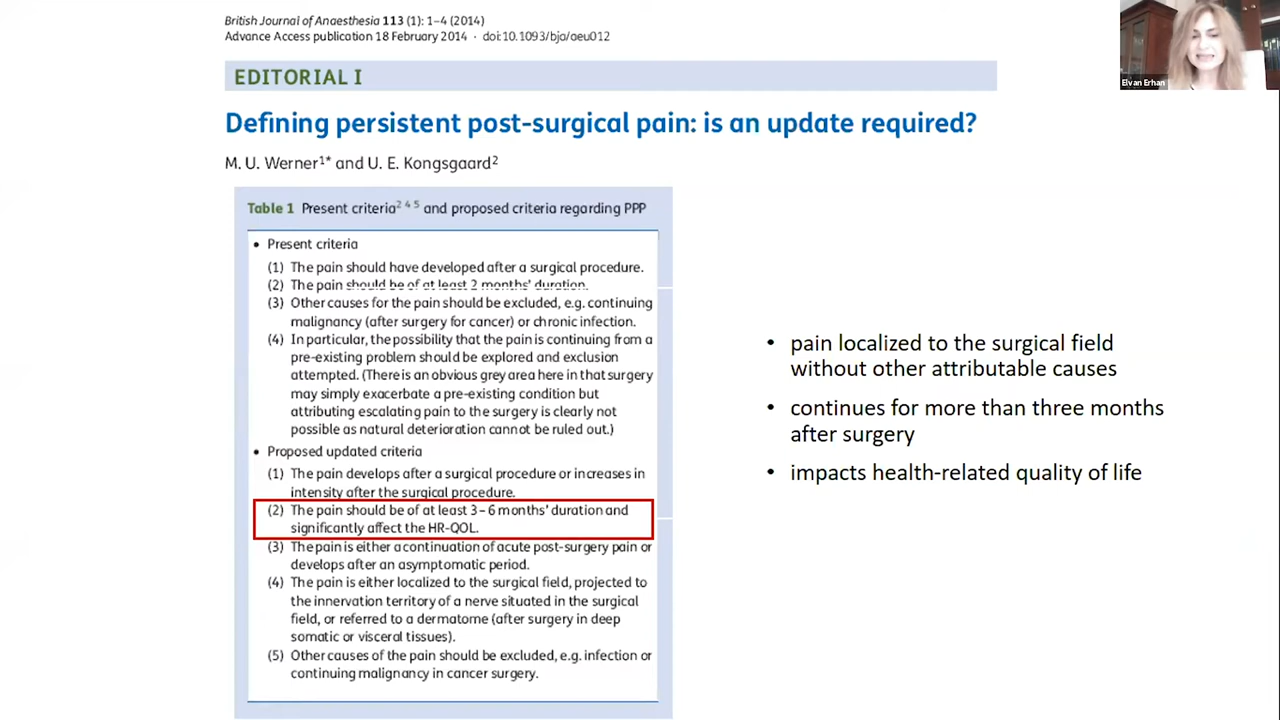 British Journal of Anaesthesia 113 (1): 1–4 (2014)
Advance Access publication 18 February 2014 · doi:10.1093/bja/aeu012
EDITORIAL I
Defining persistent post-surgical pain: is an update required?
M. U. Werner1* and U. E. Kongsgaard2
Table 1 Present criteria2 4 5 and proposed criteria regarding PPP
• Present criteria
(1) The pain should have developed after a surgical procedure.
(2) The pain should be of at least 2 months' duration.
(3) Other causes for the pain should be excluded, e.g. continuing
malignancy (after surgery for cancer) or chronic infection.
(4) In particular, the possibility that the pain is continuing from a
pre-existing problem should be explored and exclusion
attempted. (There is an obvious grey area here in that surgery
may simply exacerbate a pre-existing condition but
attributing escalating pain to the surgery is clearly not
possible as natural deterioration cannot be ruled out.)
• Proposed updated criteria
(1) The pain develops after a surgical procedure or increases in
intensity after the surgical procedure.
(2) The pain should be of at least 3–6 months' duration and
significantly affect the HR-QOL.
(3) The pain is either a continuation of acute post-surgery pain or
develops after an asymptomatic period.
(4) The pain is either localized to the surgical field, projected to
the innervation territory of a nerve situated in the surgical
field, or referred to a dermatome (after surgery in deep
somatic or visceral tissues).
(5) Other causes of the pain should be excluded, e.g. infection or
continuing malignancy in cancer surgery.
• pain localized to the surgical field
without other attributable causes
• continues for more than three months
after surgery
• impacts health-related quality of life
Elvan Erhan